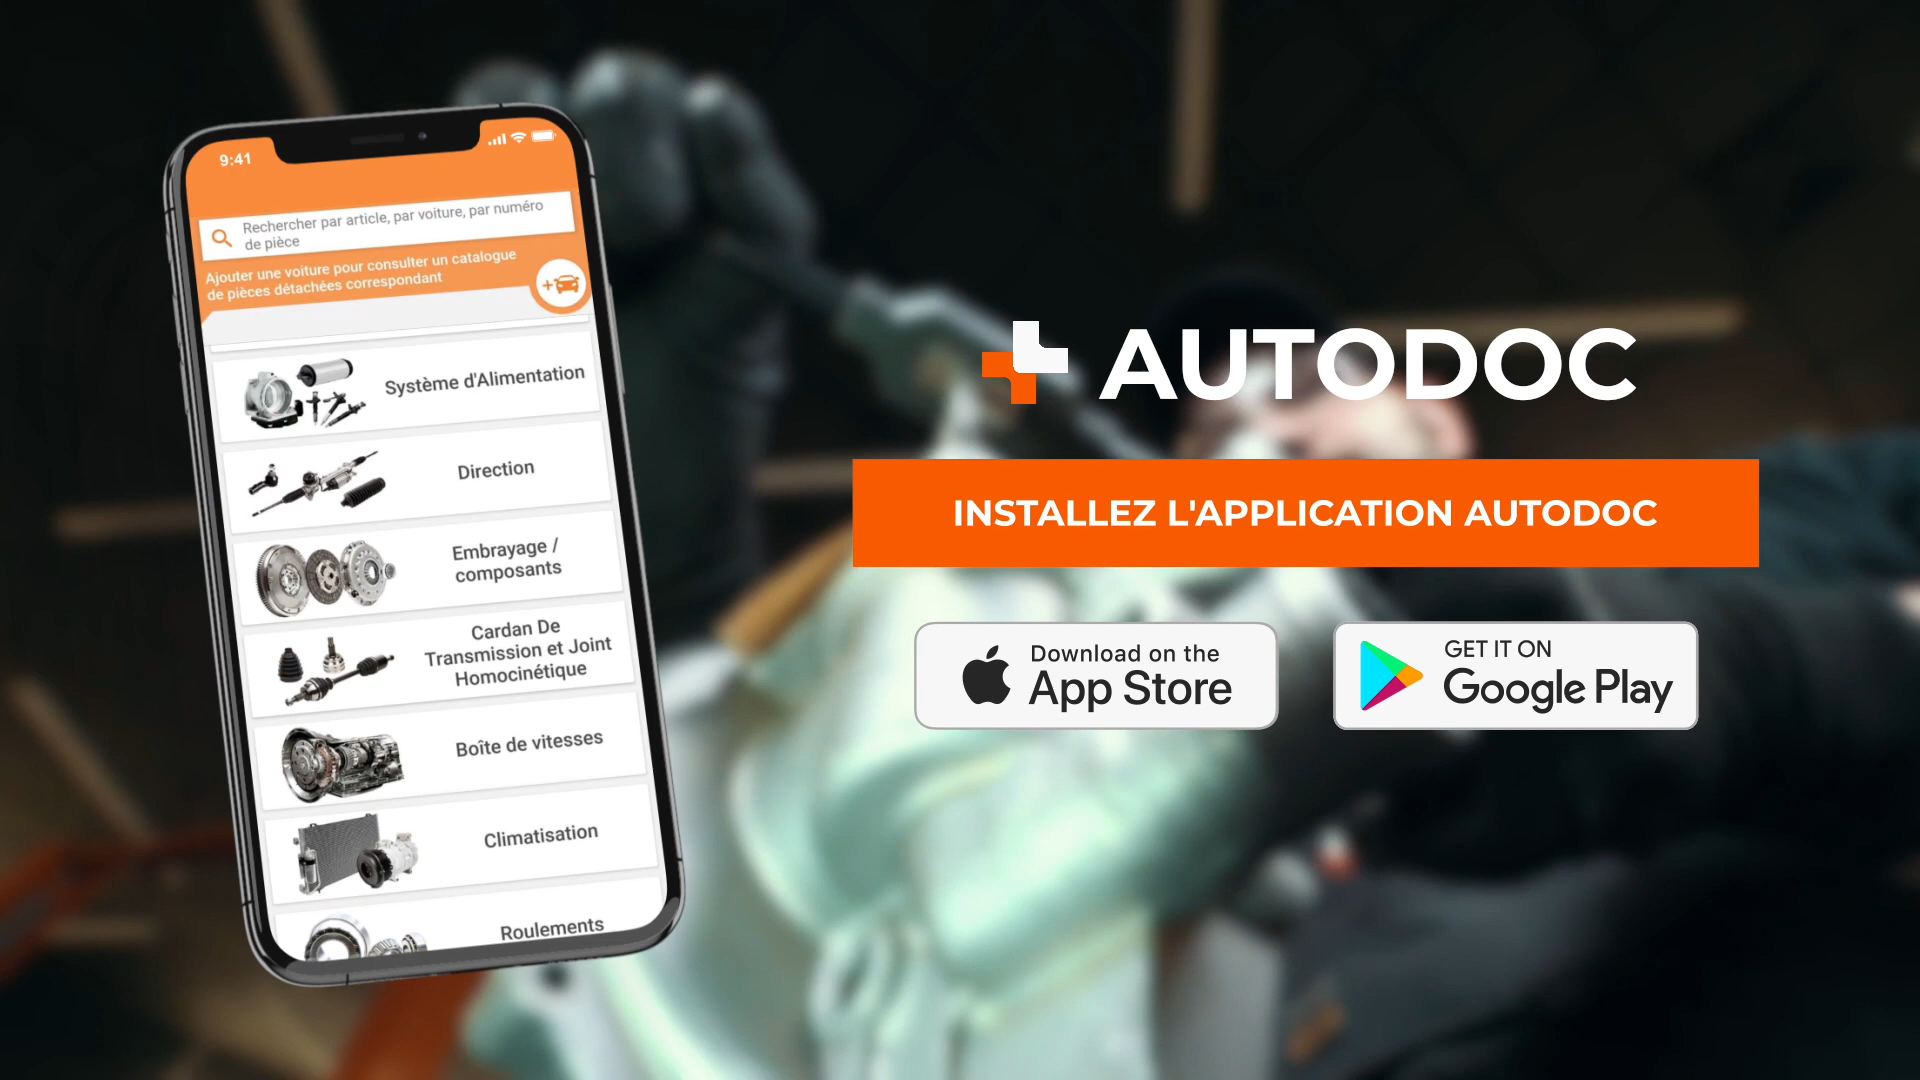 9:41
Rechercher par article, par voiture, par numéro
de pièce
Ajouter une voiture pour consulter un catalogue
de pièces détachées correspondant
Système d'Alimentation
Direction
Embrayage /
composants
Cardan De
Transmission et Joint
Homocinétique
Boîte de vitesses
Climatisation
Roulements
AUTODOC
INSTALLEZ L'APPLICATION AUTODOC
Download on the
App Store
GET IT ON
Google Play